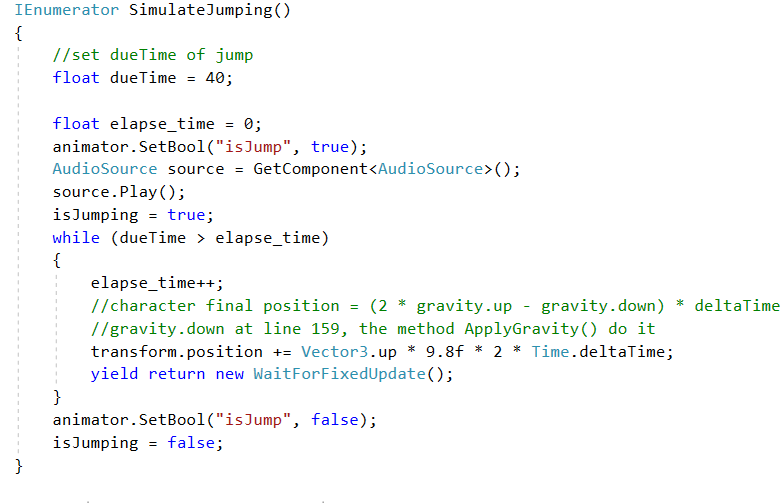 IEnumerator SimulateJumping()
{
//set dueTime of jump
float dueTime = 40;
float elapse_time = 0;
animator.SetBool("isJump", true);
AudioSource source = GetComponent<AudioSource>();
source.Play();
isJumping = true;
while (dueTime > elapse_time)
{
elapse_time++;
//character final position = (2 * gravity.up - gravity.down) * deltaTime
//gravity.down at line 159, the method ApplyGravity() do it
transform.position += Vector3.up * 9.8f * 2 * Time.deltaTime;
yield return new WaitForFixedUpdate();
}
animator.SetBool("isJump", false);
isJumping = false;
}